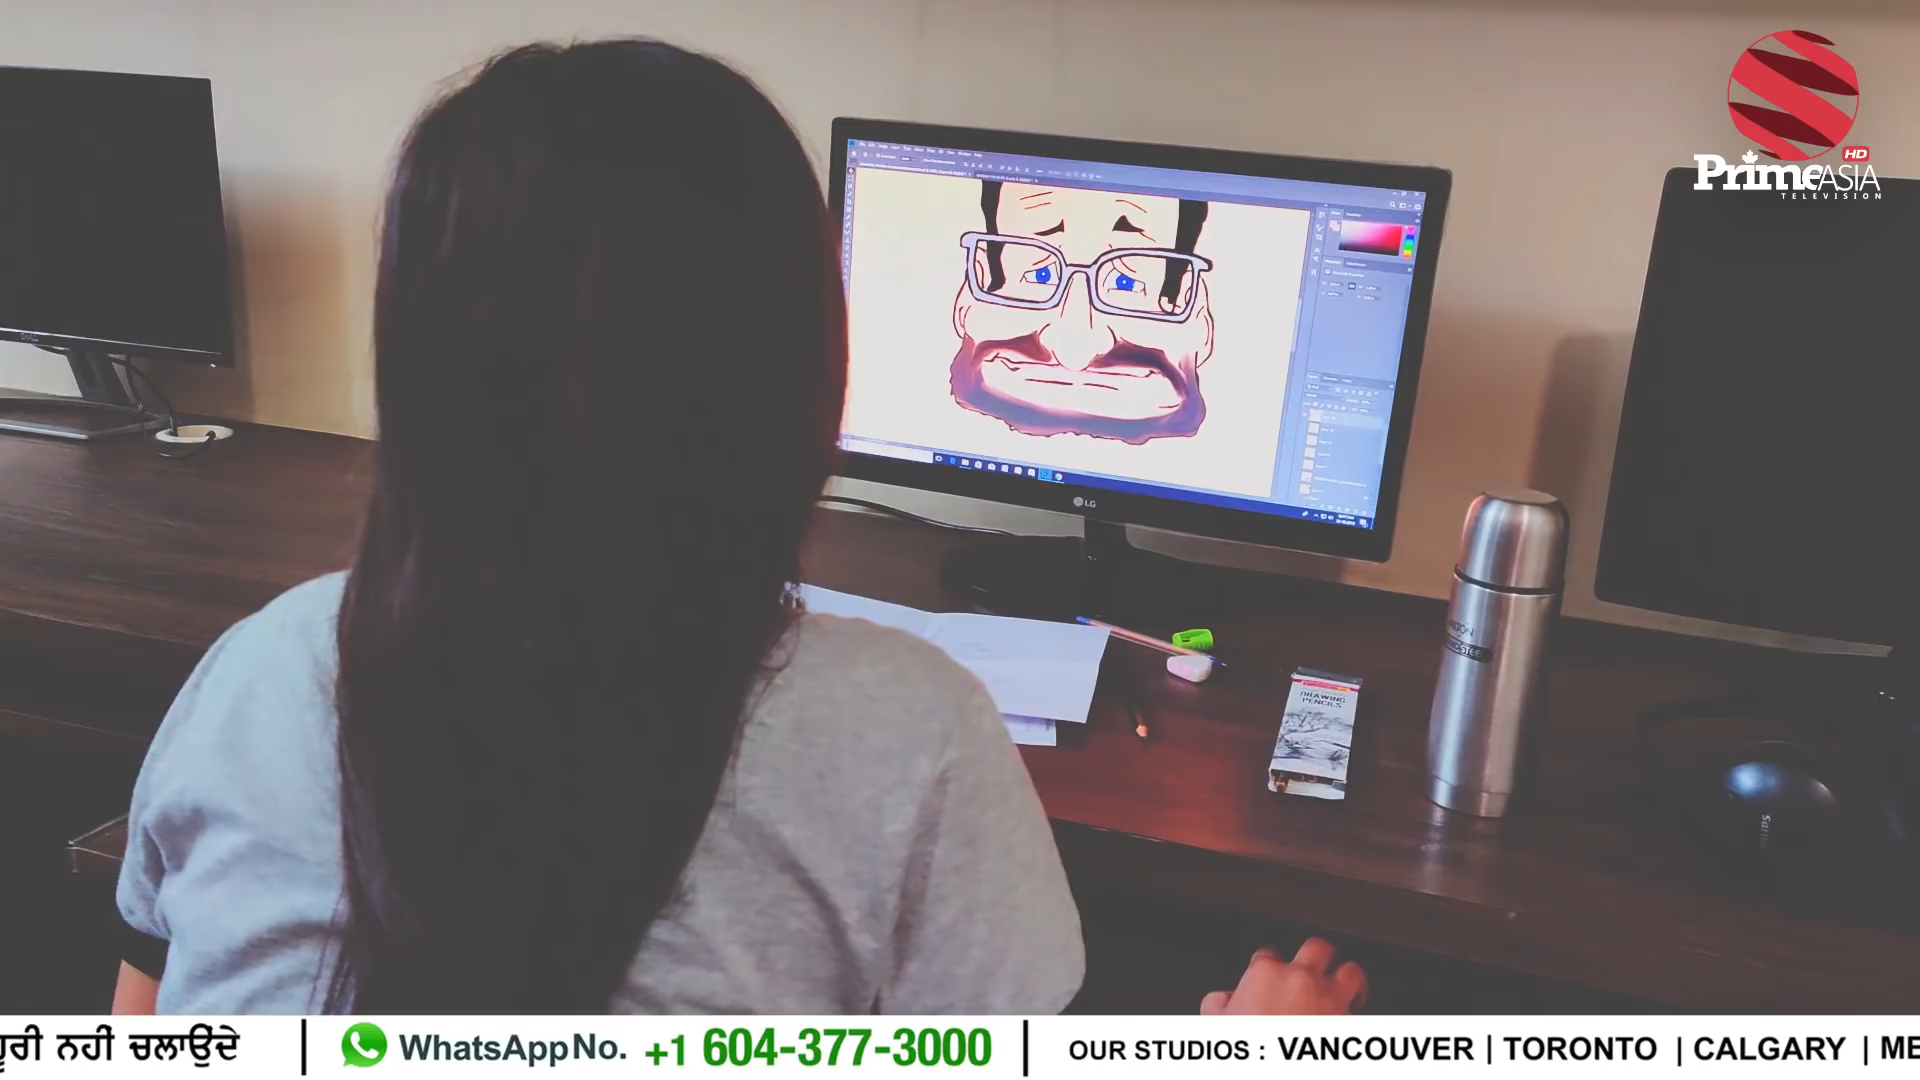 HD
PrimeASIA
TELEVISION
LG
DRAWING
PENCILS
ਨਹੀਂ ਚਲਾਉਂਦੇ | WhatsApp No. +1 604-377-3000 | OUR STUDIOS : VANCOUVER | TORONTO | CALGARY |